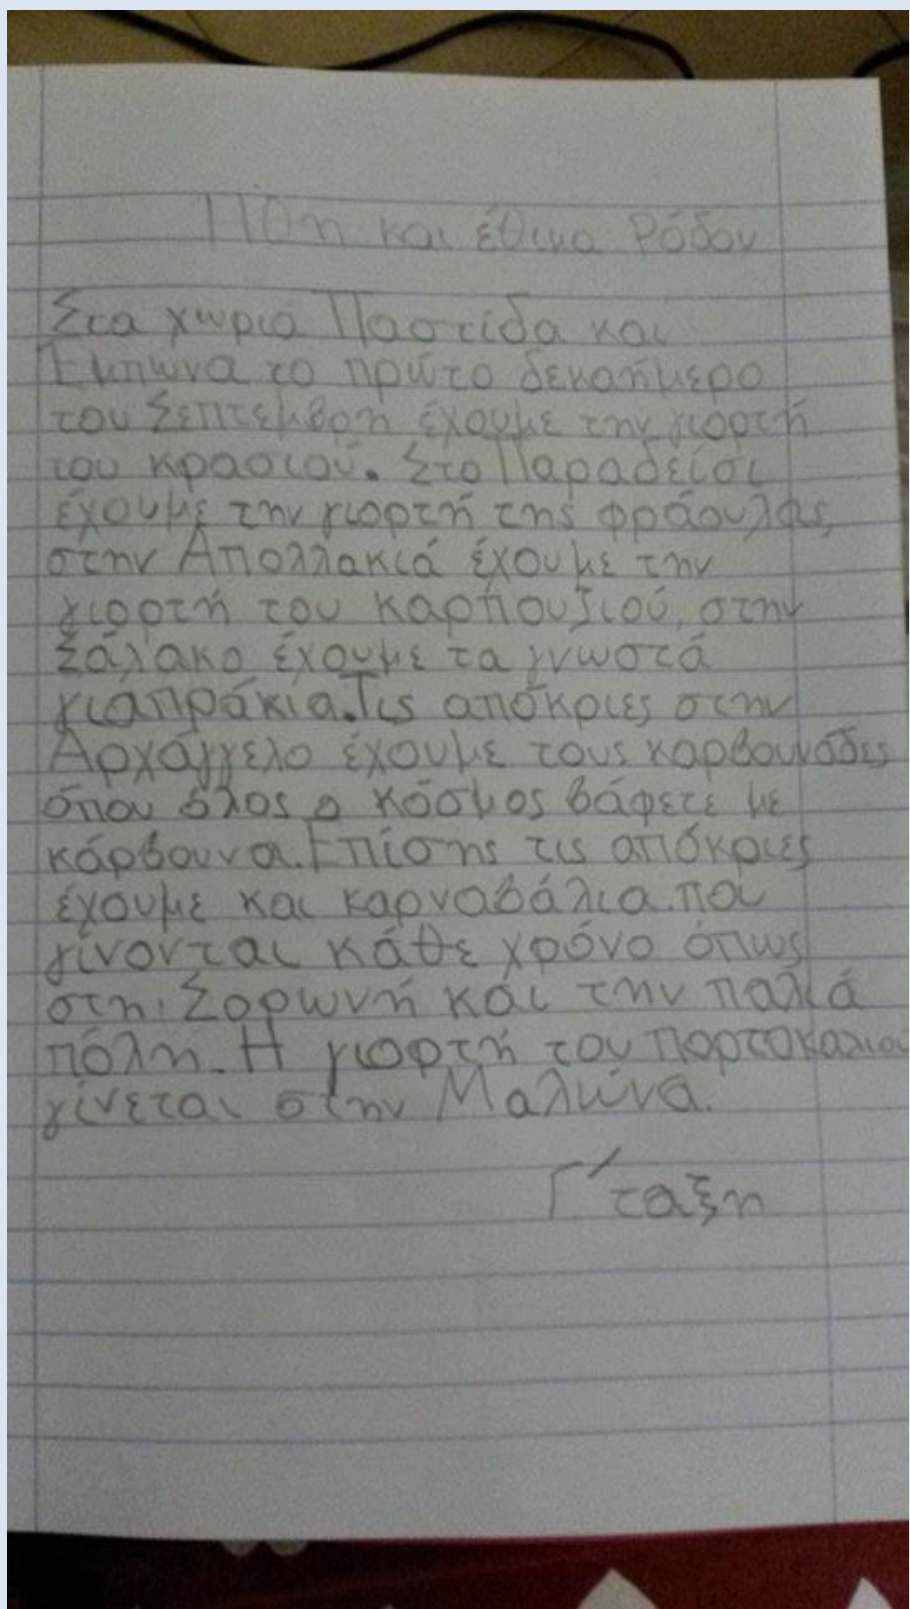 Ήθη και έθιμα Ρόδου
Στα χωριά Παστίδα και
Έμπωνα το πρώτο δεκαήμερο
του Σεπτεμβρη έχουμε την γιορτή
του κρασιού. Στο Παραδείσι
έχουμε την γιορτή της φράουλας,
στην Απολλακιά έχουμε την
γιορτή του καρπουζιού, στην
Σάλακο έχουμε τα γνωστά
γιαπράκια. Τις απόκριες στην
Αρχάγγελο έχουμε τους καρβουνάδες
όπου όλος ο κόσμος βάφετε με
κάρβουνα. Επίσης τις απόκριες
έχουμε και καρναβάλια που
γίνονται κάθε χρόνο όπως
στη Σορωνή και την παλιά
πόλη. Η γιορτή του πορτοκαλιού
γίνεται στην Μαλώνα.
Γ' ταξη